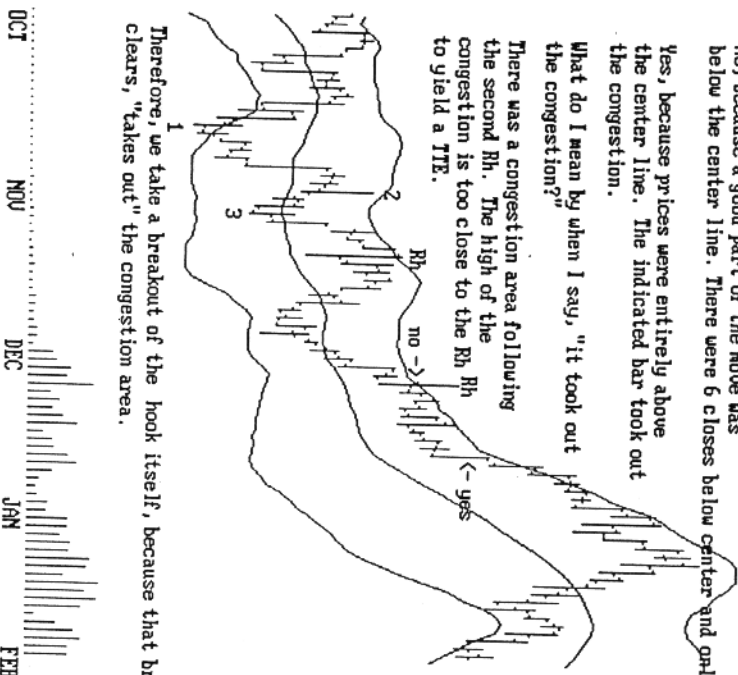 below the center line. There were 6 closes below center and onl
Yes, because prices were entirely above
the center line. The indicated bar took out
the congestion.
What do I mean by when I say, "it took out
the congestion?"
There was a congestion area following
the second Rh. The high of the
congestion is too close to the Rh
to yield a TTE.
Rh
Rh
no ->
<- yes
2
3
1
Therefore, we take a breakout of the hook itself, because that br
clears, "takes out" the congestion area.
OCT
NOV
DEC
JAN
FEB